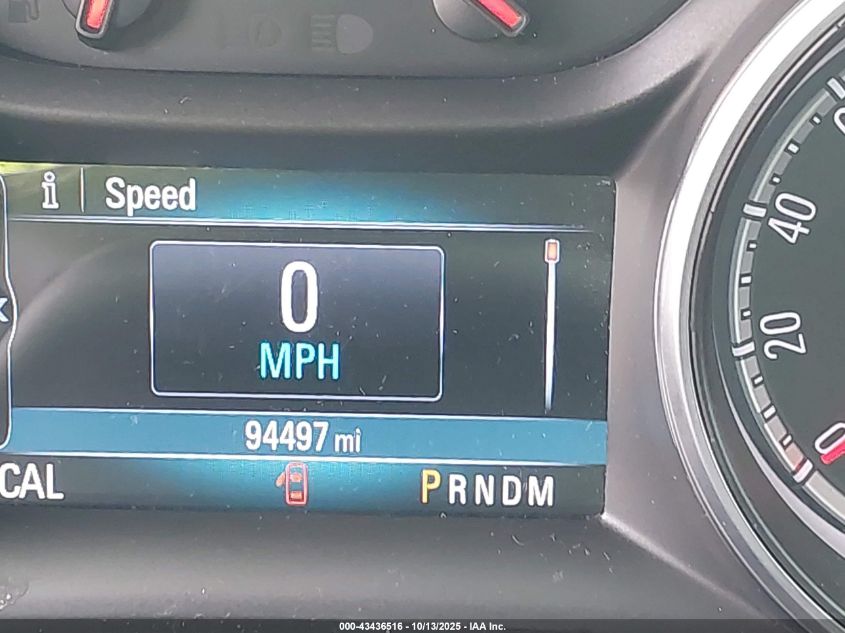 i Speed
0
MPH
94497 mi
CAL
PRNDM
40
20
0
000-43436516 - 10/13/2025 - IAA Inc.